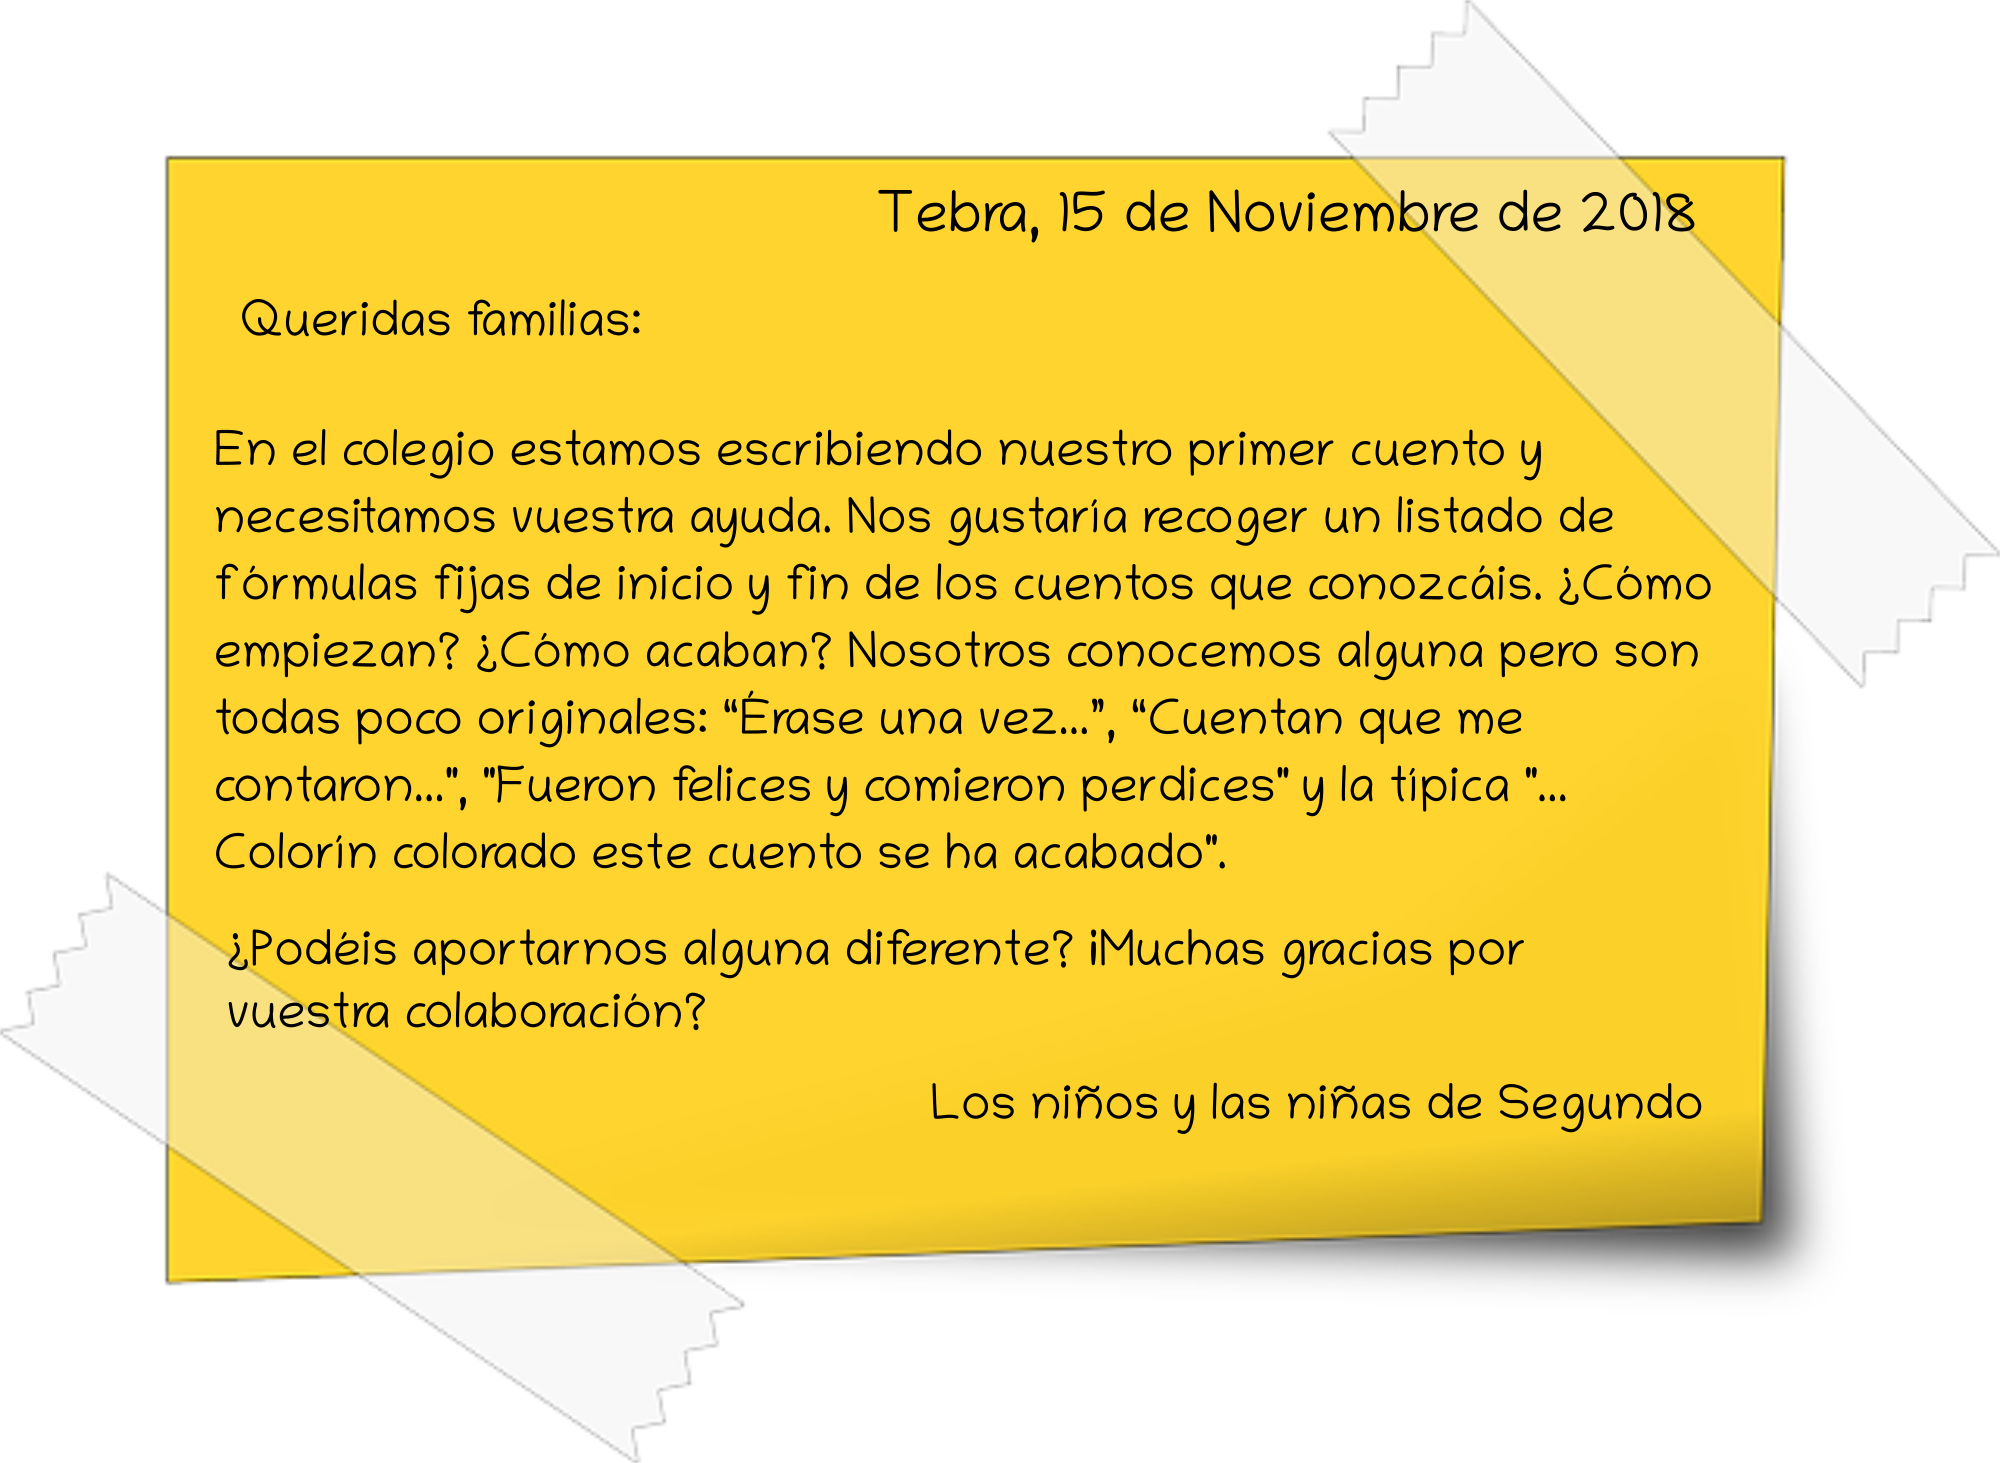 Tebra, 15 de Noviembre de 2018
Queridas familias:
En el colegio estamos escribiendo nuestro primer cuento y
necesitamos vuestra ayuda. Nos gustaría recoger un listado de
fórmulas fijas de inicio y fin de los cuentos que conozcáis. ¿Cómo
empiezan? ¿Cómo acaban? Nosotros conocemos alguna pero son
todas poco originales: “Érase una vez...”, “Cuentan que me
contaron...", "Fueron felices y comieron perdices" y la típica "...
Colorín colorado este cuento se ha acabado".
¿Podéis aportarnos alguna diferente? ¡Muchas gracias por
vuestra colaboración?
Los niños y las niñas de Segundo